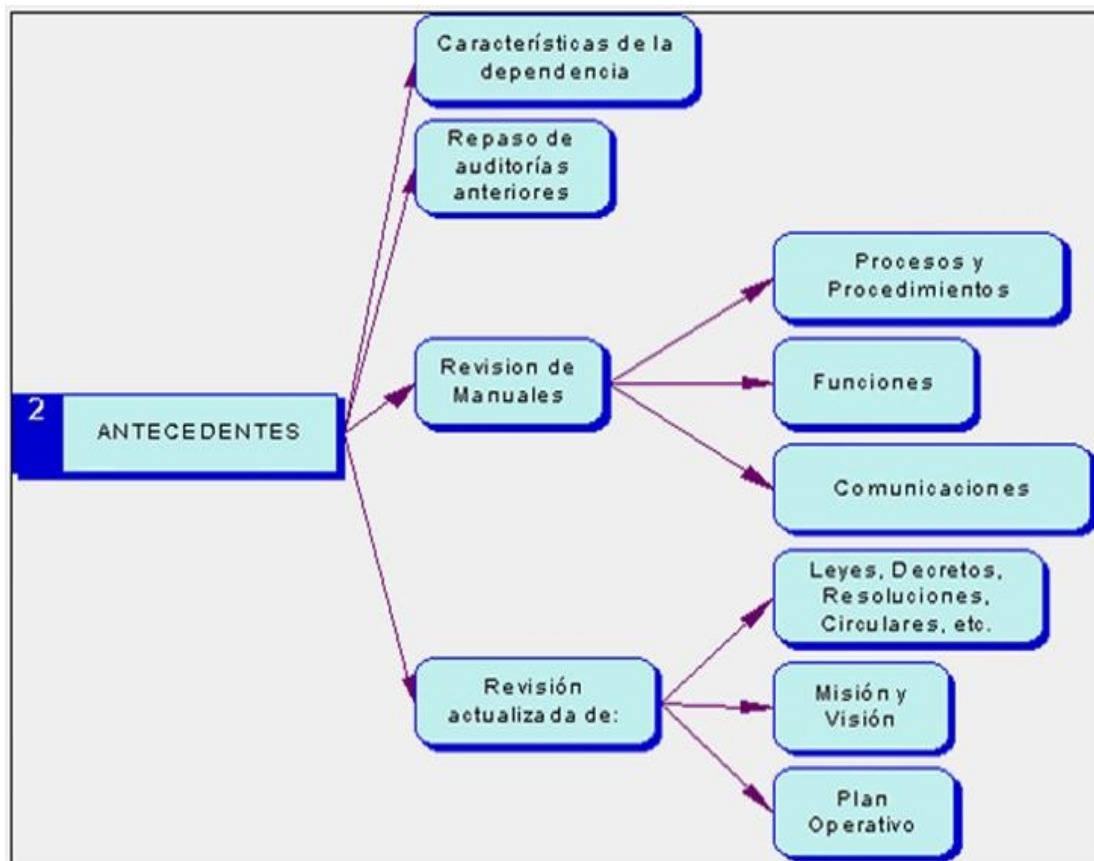 Características de la
dependencia
Repaso de
auditorías
anteriores
Procesos y
Procedimientos
Revision de
Manuales
Funciones
2
ANTECEDENTES
Comunicaciones
Leyes, Decretos,
Resoluciones,
Circulares, etc.
Revisión
actualizada de:
Misión y
Visión
Plan
Operativo